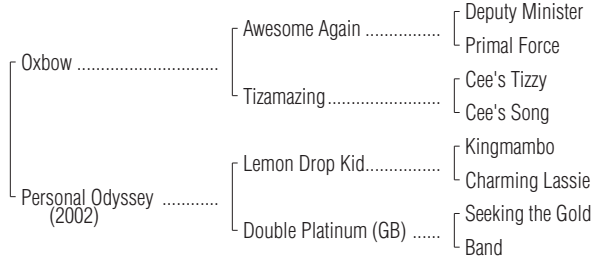 Deputy Minister
Awesome Again ................
Primal Force
Oxbow ..............................
Cee's Tizzy
Tizamazing........................
Cee's Song
Kingmambo
Lemon Drop Kid................
Charming Lassie
Personal Odyssey ............
(2002)
Seeking the Gold
Double Platinum (GB) ......
Band